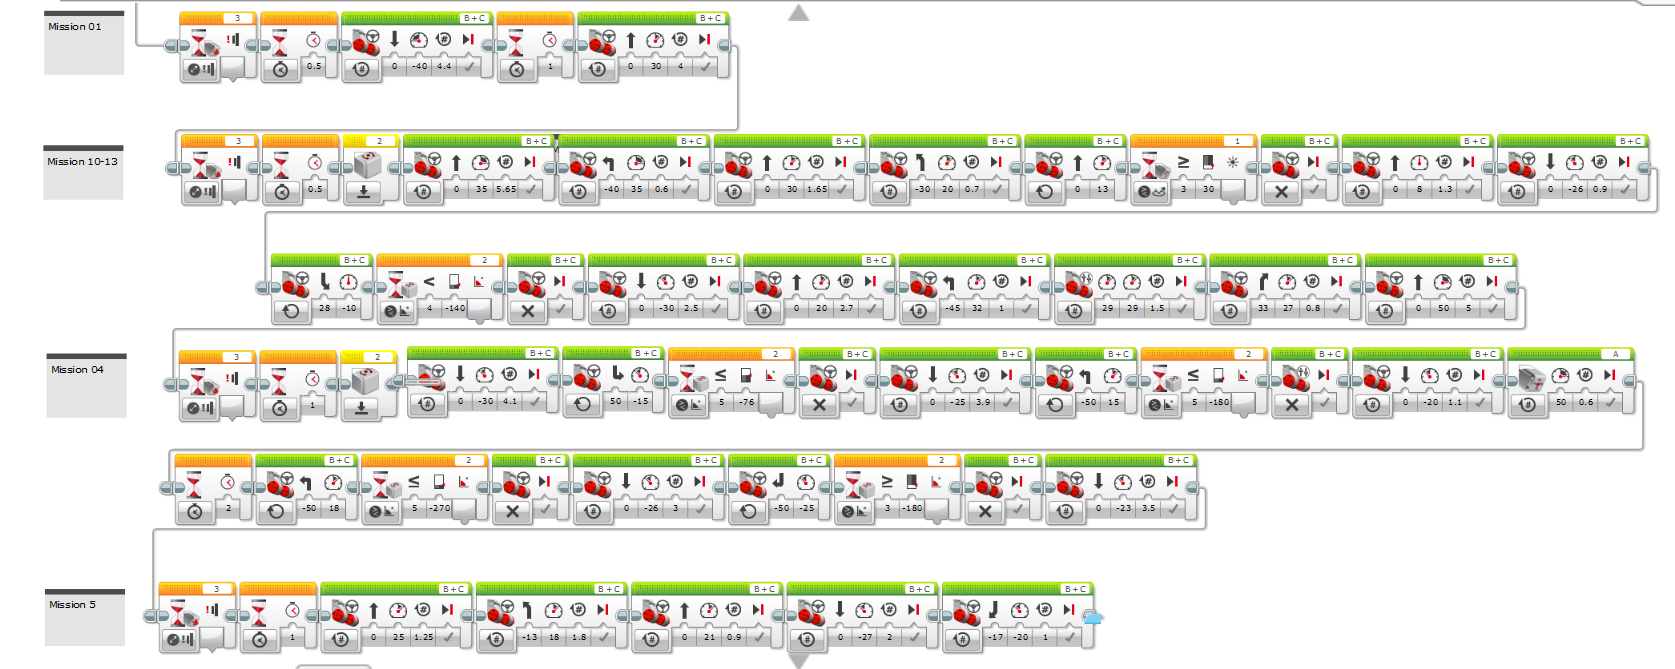 3 B+C B+C
Mission 01
0.5 0 -40 4.4 1 0 30 4
3 2 B+C B+C B+C B+C B+C 1 B+C B+C B+C
Mission 10-13
≥
0.5 0 35 5.65 -40 35 0.6 0 30 1.65 -30 20 0.7 0 13 3 30 0 8 1.3 0 -26 0.9
B+C 2 B+C B+C B+C B+C B+C B+C B+C
<
28 -10 4 -140 0 -30 2.5 0 20 2.7 -45 32 1 29 29 1.5 33 27 0.8 0 50 5
3 2 B+C B+C 2 B+C B+C B+C 2 B+C B+C A
Mission 04
≤ ≤
1 0 -30 4.1 50 -15 5 -76 0 -25 3.9 -50 15 5 -180 0 -20 1.1 50 0.6
B+C 2 B+C B+C B+C 2 B+C B+C
≤ ≥
2 -50 18 5 -270 0 -26 3 -50 -25 3 -180 0 -23 3.5
3 B+C B+C B+C B+C B+C
Mission 5
1 0 25 1.25 -13 18 1.8 0 21 0.9 0 -27 2 -17 -20 1